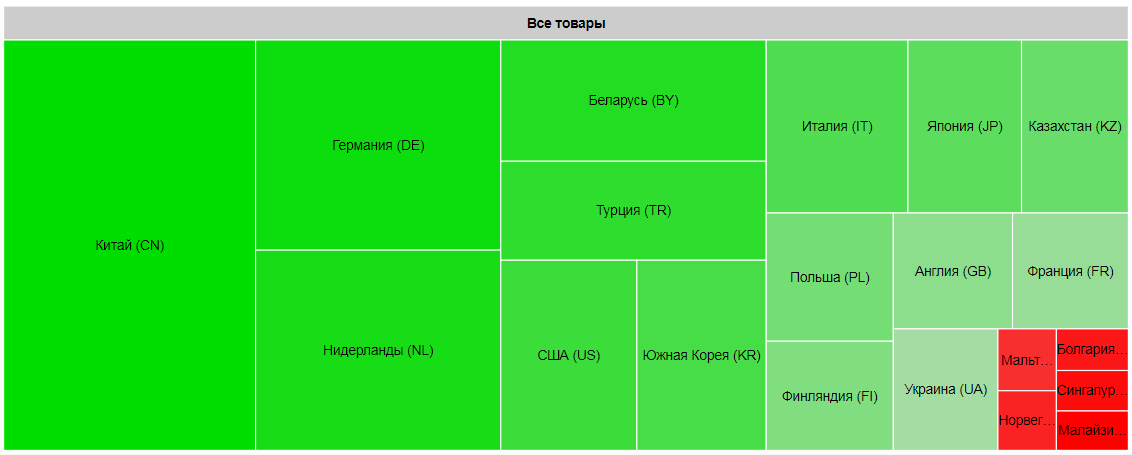 Все товары
Китай (CN)
Германия (DE)
Нидерланды (NL)
Беларусь (BY)
Турция (TR)
США (US)
Южная Корея (KR)
Италия (IT)
Япония (JP)
Казахстан (KZ)
Польша (PL)
Англия (GB)
Франция (FR)
Финляндия (FI)
Украина (UA)
Мальт...
Норвег...
Болгария...
Сингапур...
Малайзи...